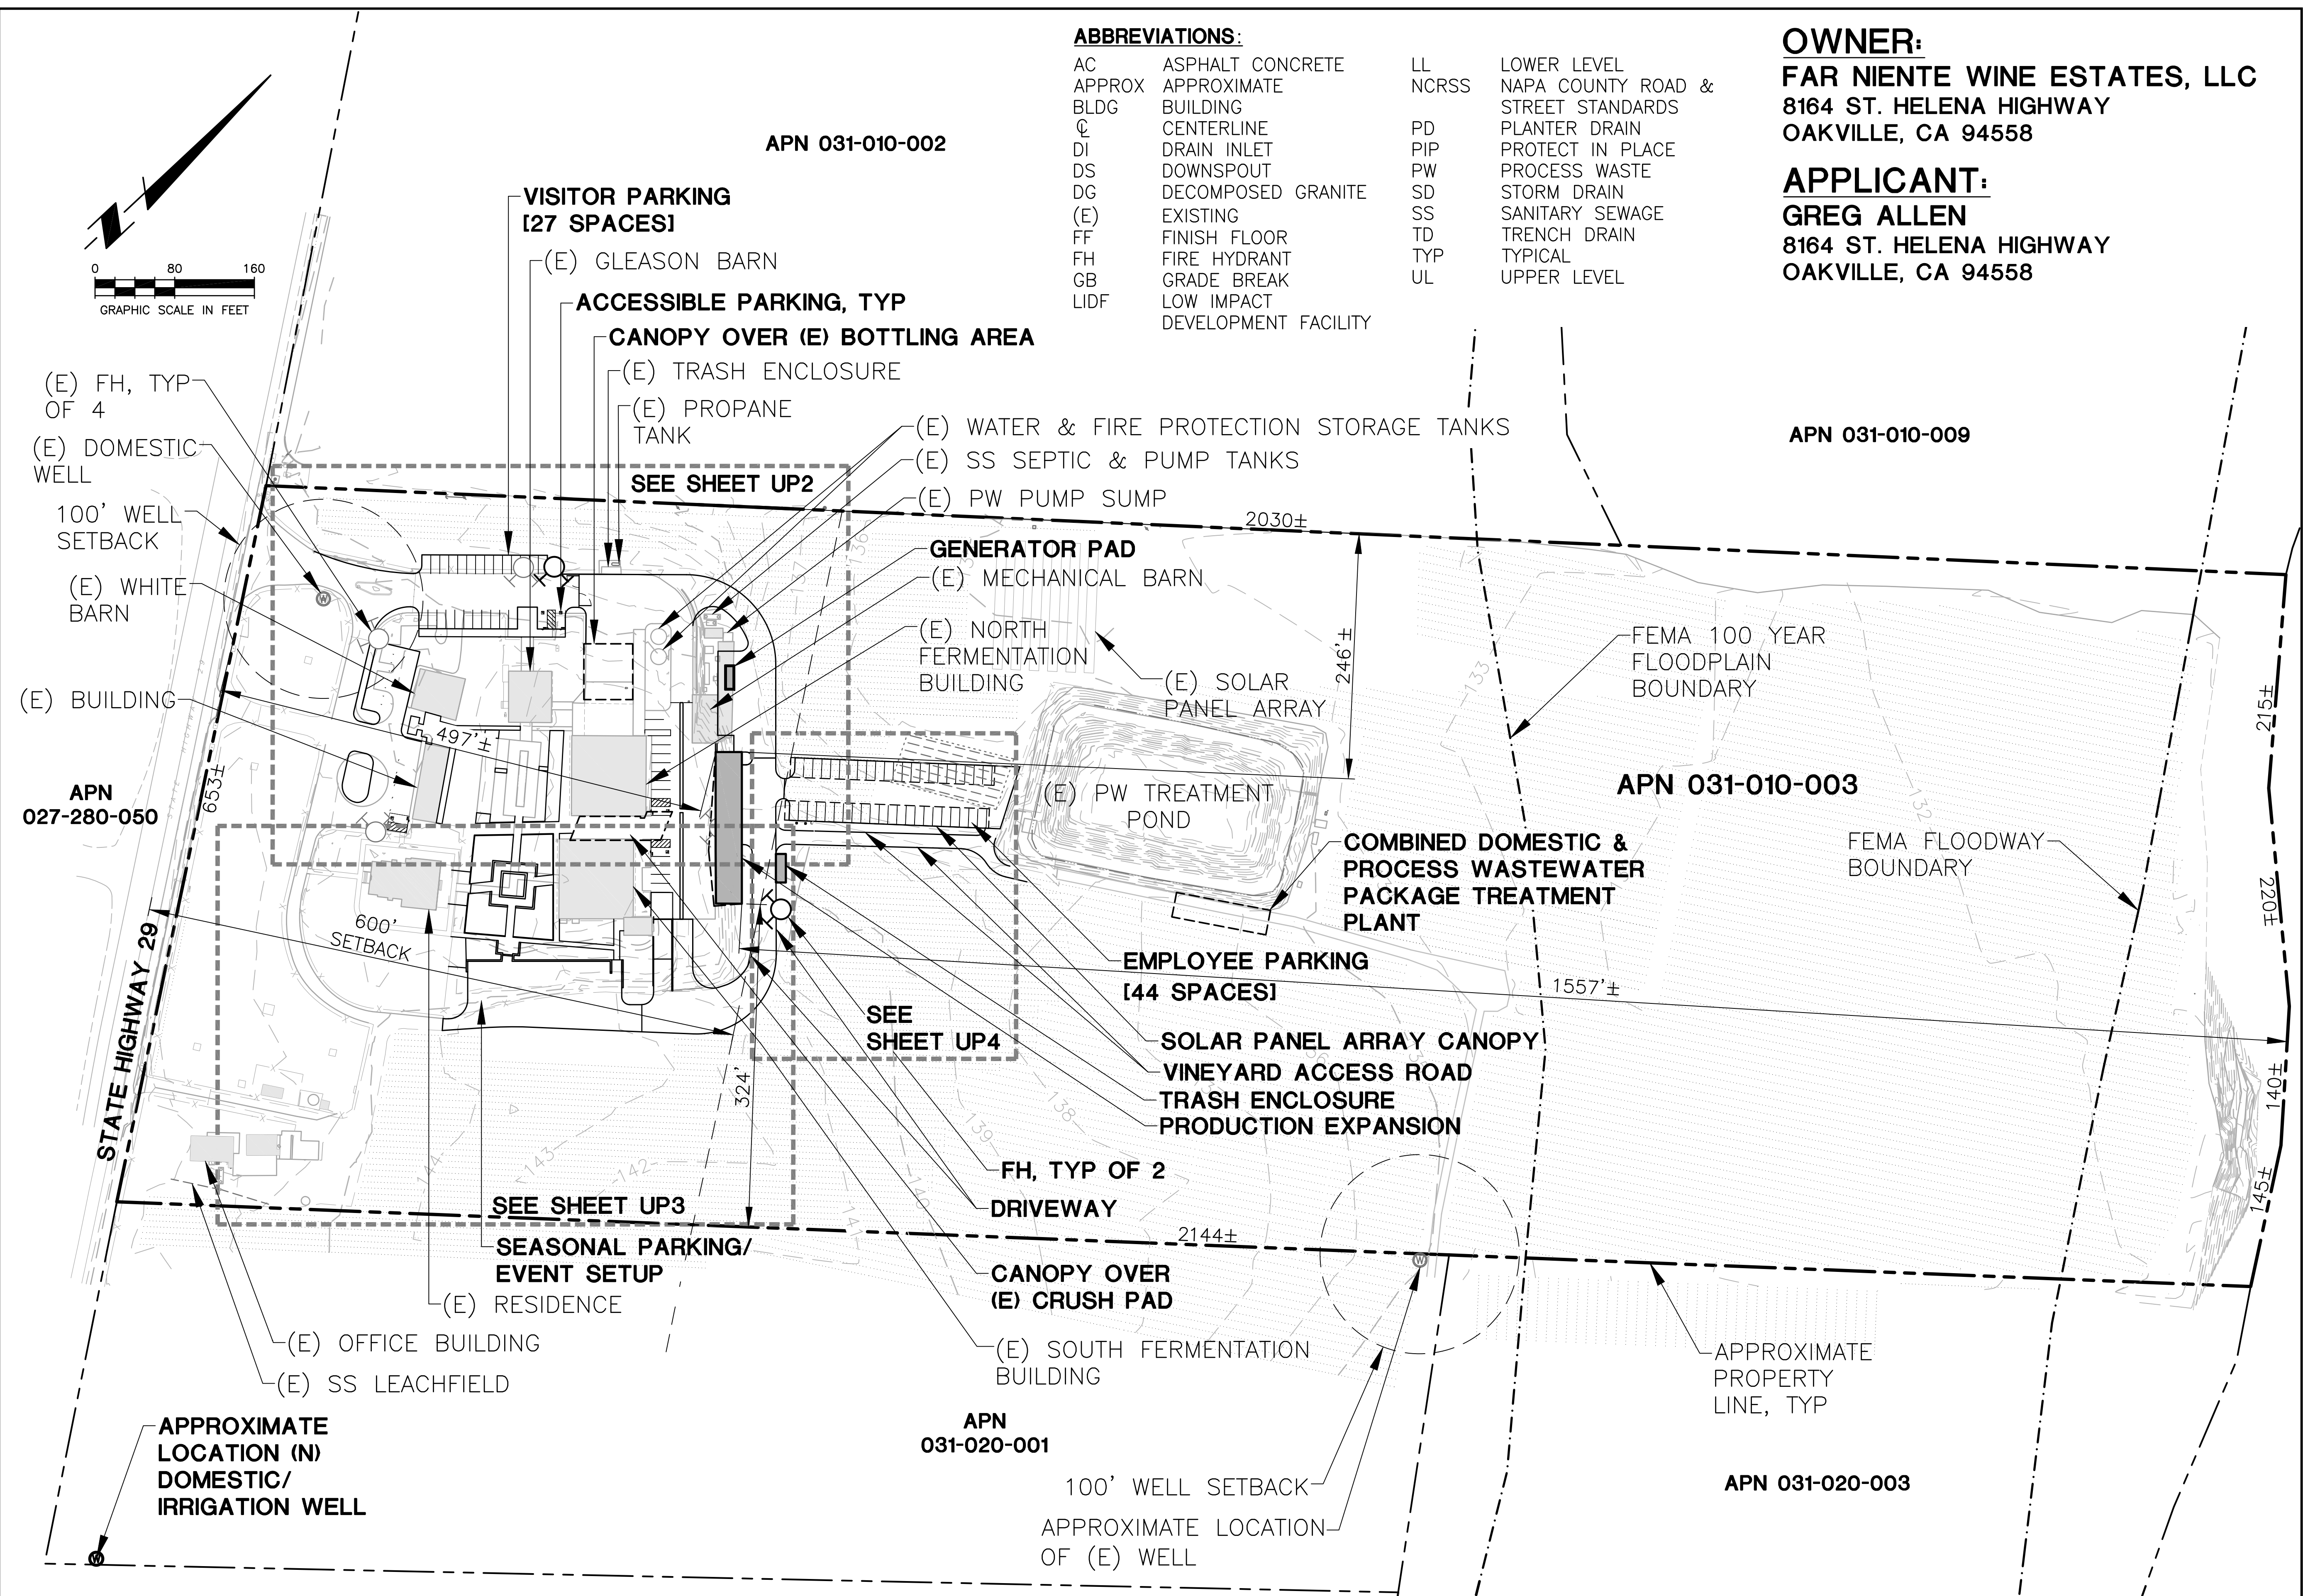 ABBREVIATIONS:
AC ASPHALT CONCRETE
APPROX APPROXIMATE
BLDG BUILDING
℄ CENTERLINE
DI DRAIN INLET
DS DOWNSPOUT
DG DECOMPOSED GRANITE
(E) EXISTING
FF FINISH FLOOR
FH FIRE HYDRANT
GB GRADE BREAK
LIDF LOW IMPACT
DEVELOPMENT FACILITY
LL LOWER LEVEL
NCRSS NAPA COUNTY ROAD &
STREET STANDARDS
PD PLANTER DRAIN
PIP PROTECT IN PLACE
PW PROCESS WASTE
SD STORM DRAIN
SS SANITARY SEWAGE
TD TRENCH DRAIN
TYP TYPICAL
UL UPPER LEVEL
OWNER:
FAR NIENTE WINE ESTATES, LLC
8164 ST. HELENA HIGHWAY
OAKVILLE, CA 94558
APPLICANT:
GREG ALLEN
8164 ST. HELENA HIGHWAY
OAKVILLE, CA 94558
N
0 80 160
GRAPHIC SCALE IN FEET
APN 031-010-002
VISITOR PARKING
[27 SPACES]
(E) GLEASON BARN
ACCESSIBLE PARKING, TYP
CANOPY OVER (E) BOTTLING AREA
(E) TRASH ENCLOSURE
(E) PROPANE
TANK
(E) WATER & FIRE PROTECTION STORAGE TANKS
(E) SS SEPTIC & PUMP TANKS
(E) PW PUMP SUMP
GENERATOR PAD
(E) MECHANICAL BARN
(E) NORTH
FERMENTATION
BUILDING
(E) SOLAR
PANEL ARRAY
(E) FH, TYP
OF 4
(E) DOMESTIC
WELL
100' WELL
SETBACK
(E) WHITE
BARN
(E) BUILDING
SEE SHEET UP2
W
136
2030±
246'±
497'±
653±
APN
027-280-050
STATE HIGHWAY 29
600'
SETBACK
(E) PW TREATMENT
POND
APN 031-010-009
133
FEMA 100 YEAR
FLOODPLAIN
BOUNDARY
APN 031-010-003
132
FEMA FLOODWAY
BOUNDARY
215±
220±
140±
145±
COMBINED DOMESTIC &
PROCESS WASTEWATER
PACKAGE TREATMENT
PLANT
EMPLOYEE PARKING
[44 SPACES]
1557'±
SEE
SHEET UP4
SOLAR PANEL ARRAY CANOPY
VINEYARD ACCESS ROAD
TRASH ENCLOSURE
PRODUCTION EXPANSION
324'
138
139
140
141
142
143
144
FH, TYP OF 2
DRIVEWAY
CANOPY OVER
(E) CRUSH PAD
(E) SOUTH FERMENTATION
BUILDING
SEE SHEET UP3
SEASONAL PARKING/
EVENT SETUP
(E) RESIDENCE
(E) OFFICE BUILDING
(E) SS LEACHFIELD
2144±
W
APPROXIMATE
PROPERTY
LINE, TYP
APPROXIMATE
LOCATION (N)
DOMESTIC/
IRRIGATION WELL
W
APN
031-020-001
100' WELL SETBACK
APPROXIMATE LOCATION
OF (E) WELL
APN 031-020-003